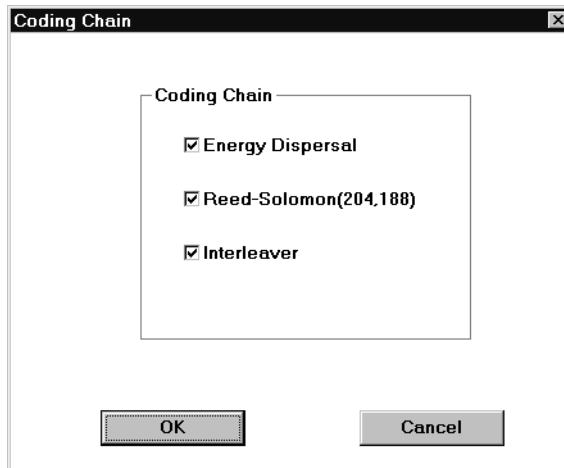 Coding Chain
Coding Chain
Energy Dispersal
Reed-Solomon(204,188)
Interleaver
OK Cancel